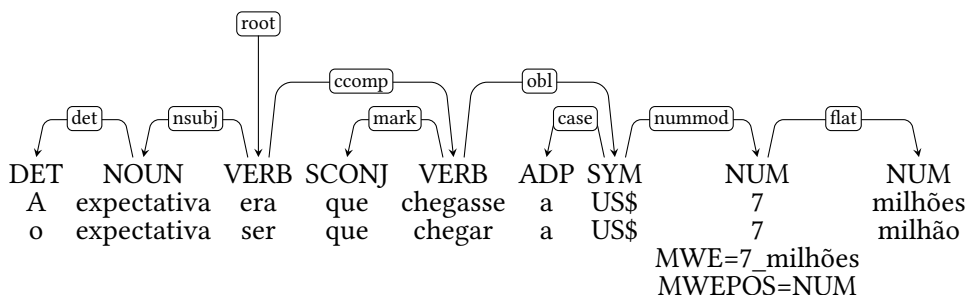 root
ccomp obl
det nsubj mark case nummod flat
DET NOUN VERB SCONJ VERB ADP SYM NUM NUM
A expectativa era que chegasse a US$ 7 milhões
o expectativa ser que chegar a US$ 7 milhão
MWE=7_milhões
MWEPOS=NUM